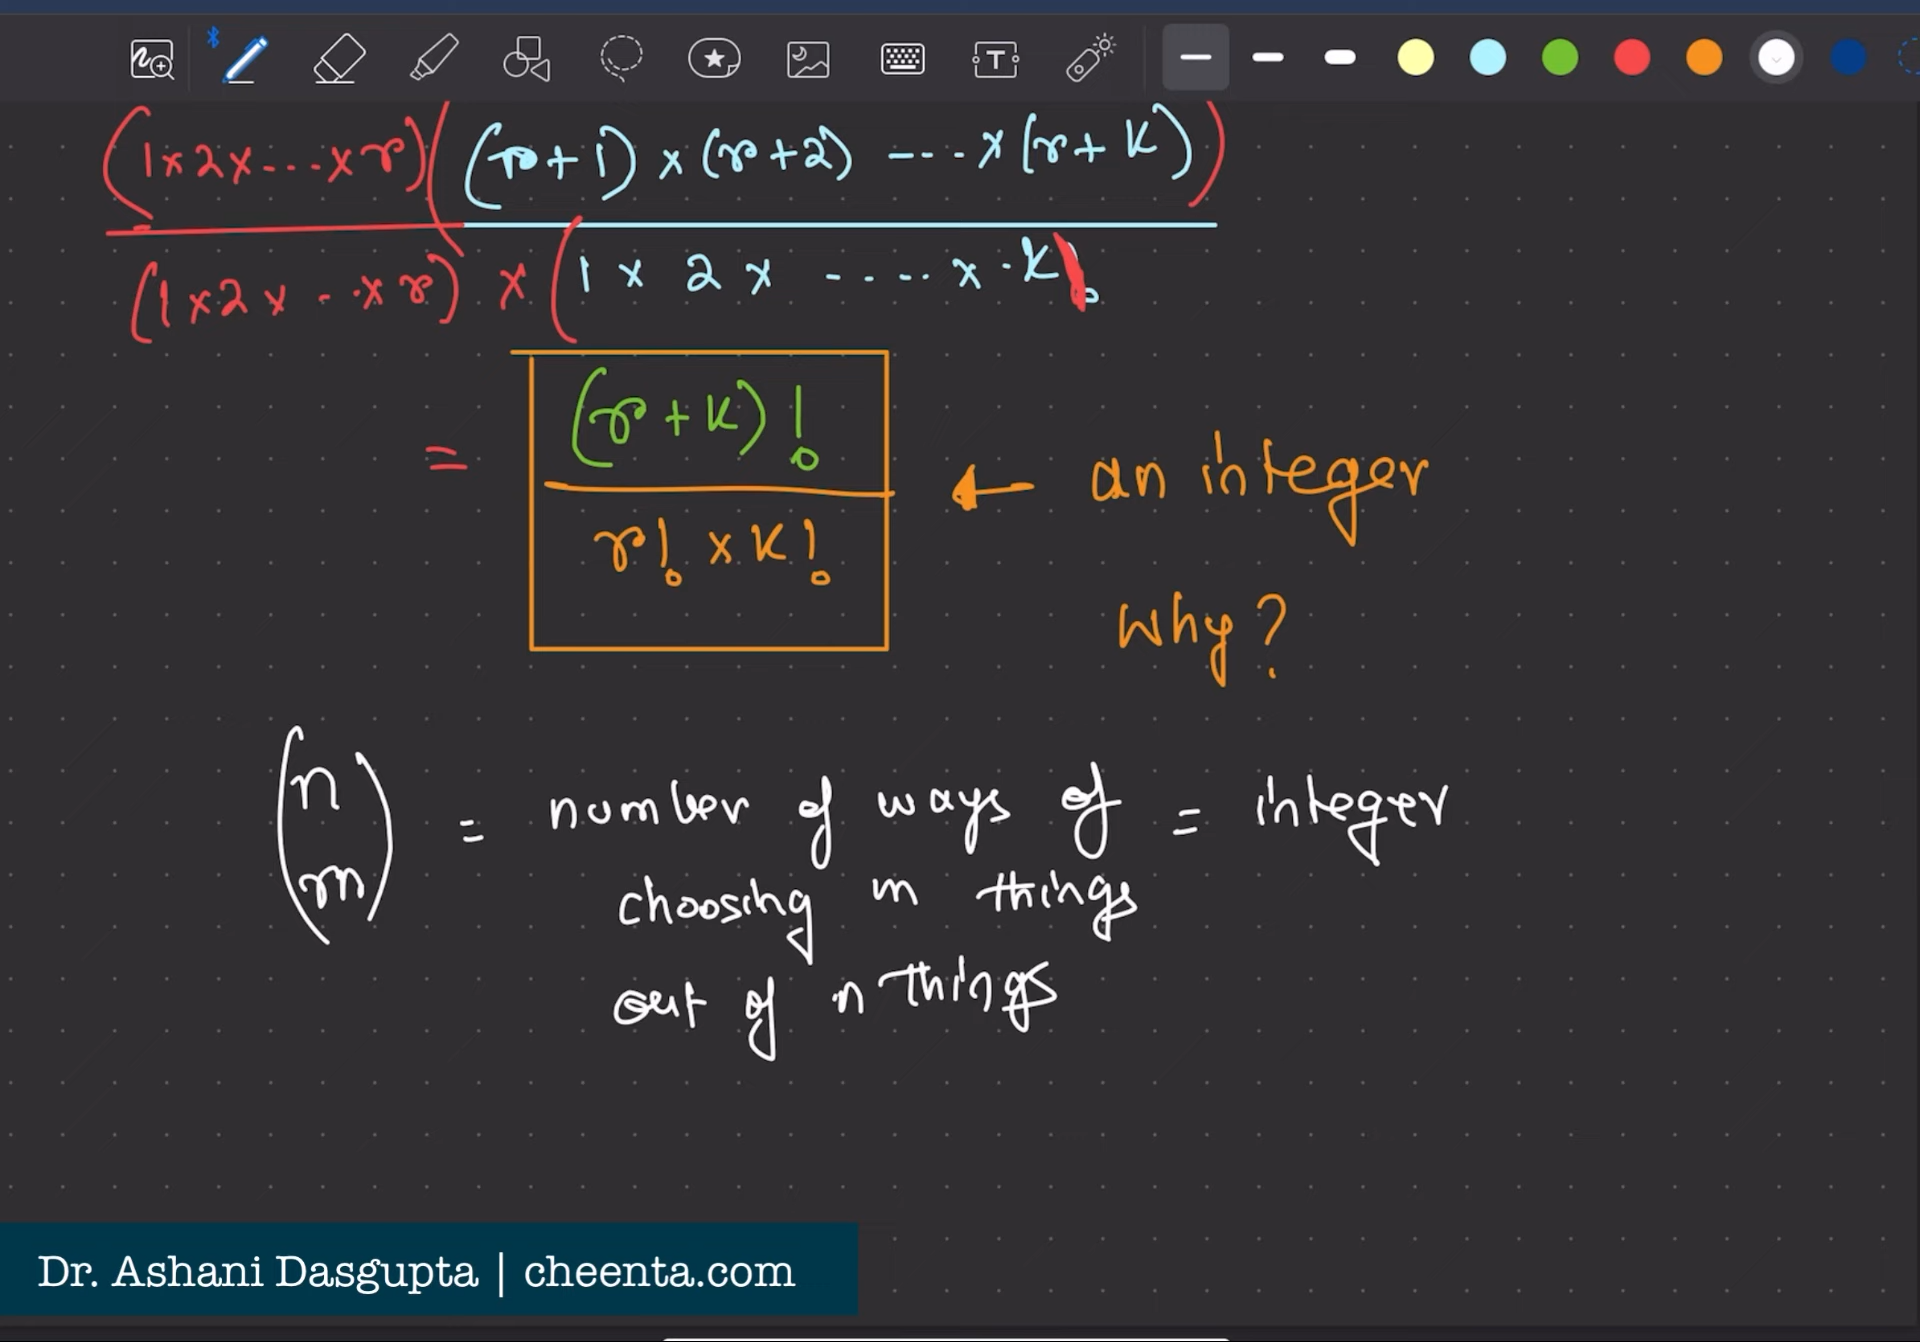 (1×2×...×r)((r+1)×(r+2)---.×(r+k))
(1×2×-.×r)×(1×2×-....×.k)
= (r+k)!
← an integer
r!×k!
Why?
(n m) = number of ways of = integer
choosing m things
out of n things
Dr. Ashani Dasgupta | cheenta.com